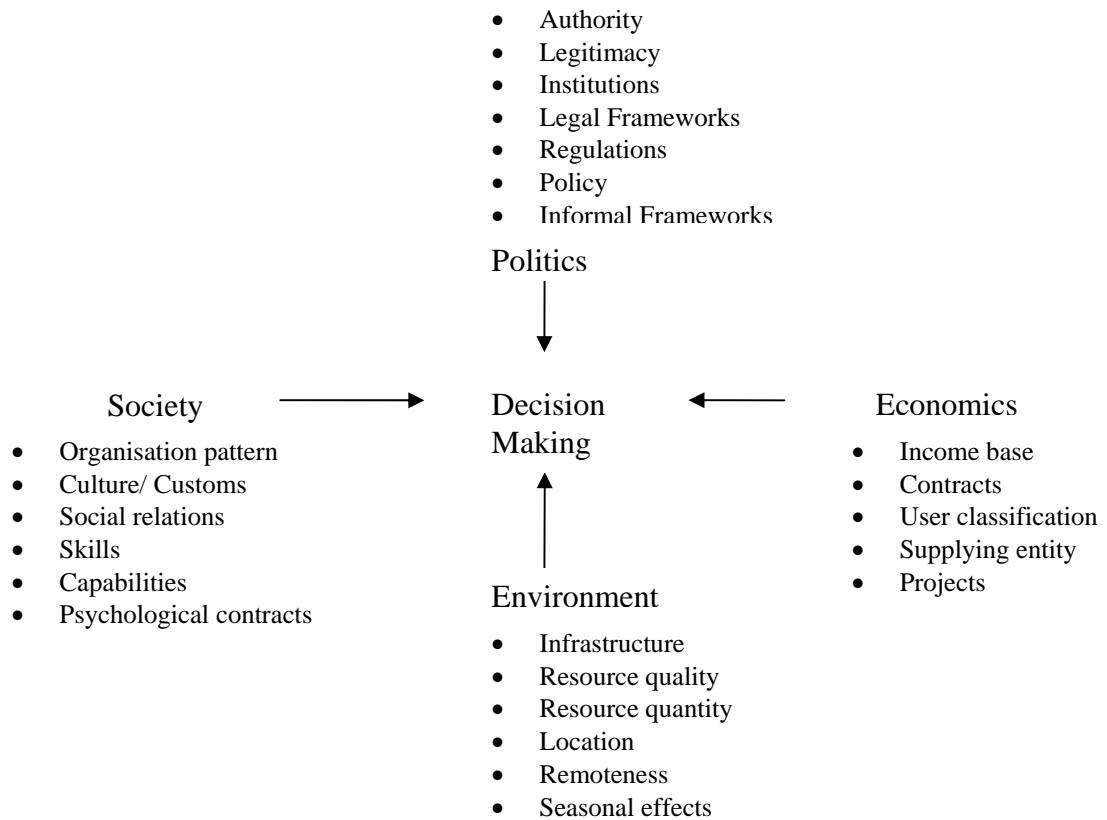 • Authority
• Legitimacy
• Institutions
• Legal Frameworks
• Regulations
• Policy
• Informal Frameworks
Politics
Society
• Organisation pattern
• Culture/ Customs
• Social relations
• Skills
• Capabilities
• Psychological contracts
Decision
Making
Economics
• Income base
• Contracts
• User classification
• Supplying entity
• Projects
Environment
• Infrastructure
• Resource quality
• Resource quantity
• Location
• Remoteness
• Seasonal effects